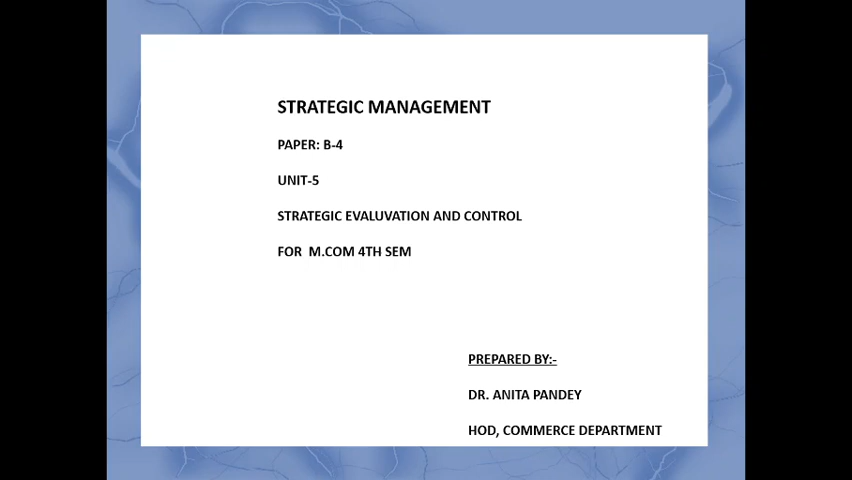 STRATEGIC MANAGEMENT
PAPER: B-4
UNIT-5
STRATEGIC EVALUVATION AND CONTROL
FOR  M.COM 4TH SEM
PREPARED BY:-
DR. ANITA PANDEY
HOD, COMMERCE DEPARTMENT